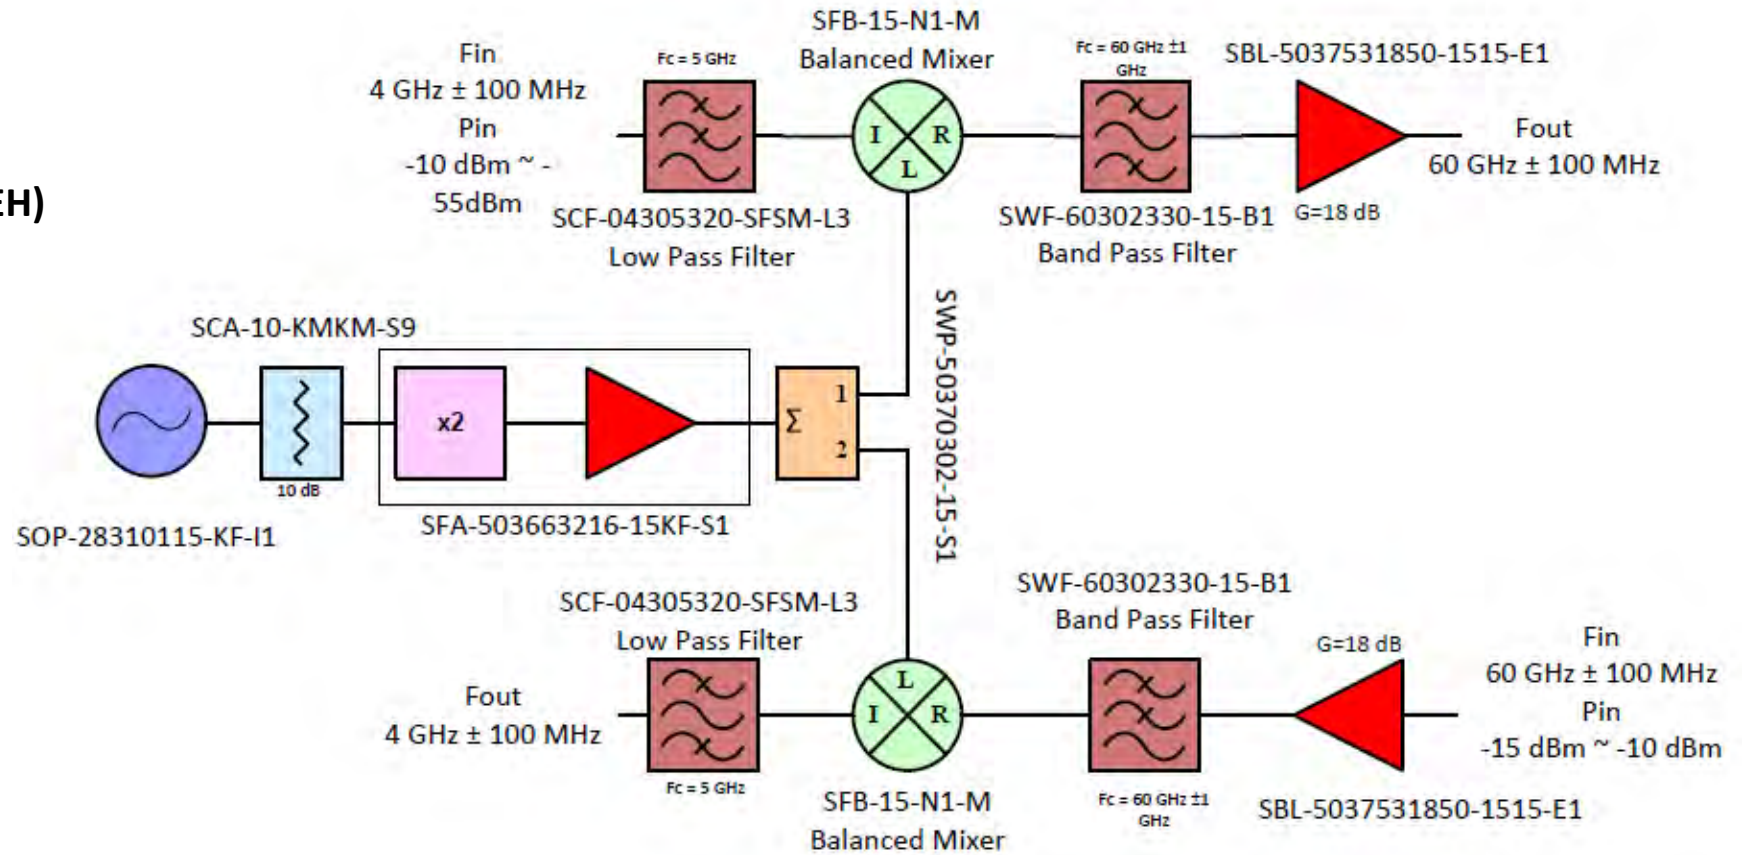 SFB-15-N1-M
Balanced Mixer
Fin
4 GHz ± 100 MHz
Pin
-10 dBm ~ -
55dBm
Fc = 5 GHz
I
R
L
Fc = 60 GHz ±1
GHz
SBL-5037531850-1515-E1
Fout
60 GHz ± 100 MHz
EH)
SCF-04305320-SFSM-L3
Low Pass Filter
SWF-60302330-15-B1
Band Pass Filter
G=18 dB
SCA-10-KMKM-S9
SWP-50370302-15-S1
x2
Σ
1
2
10 dB
SOP-28310115-KF-I1
SFA-503663216-15KF-S1
SCF-04305320-SFSM-L3
Low Pass Filter
SWF-60302330-15-B1
Band Pass Filter
G=18 dB
Fin
60 GHz ± 100 MHz
Pin
-15 dBm ~ -10 dBm
L
I
R
Fout
4 GHz ± 100 MHz
Fc = 5 GHz
SFB-15-N1-M
Balanced Mixer
Fc = 60 GHz ±1
GHz
SBL-5037531850-1515-E1